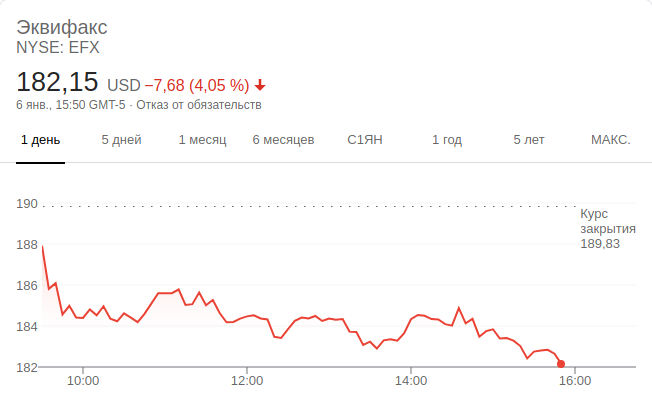 Эквифакс
NYSE: EFX
182,15 USD −7,68 (4,05 %)
6 янв., 15:50 GMT-5 · Отказ от обязательств
1 день 5 дней 1 месяц 6 месяцев С1ЯН 1 год 5 лет МАКС.
190
Курс
закрытия
189,83
188
186
184
182
10:00 12:00 14:00 16:00